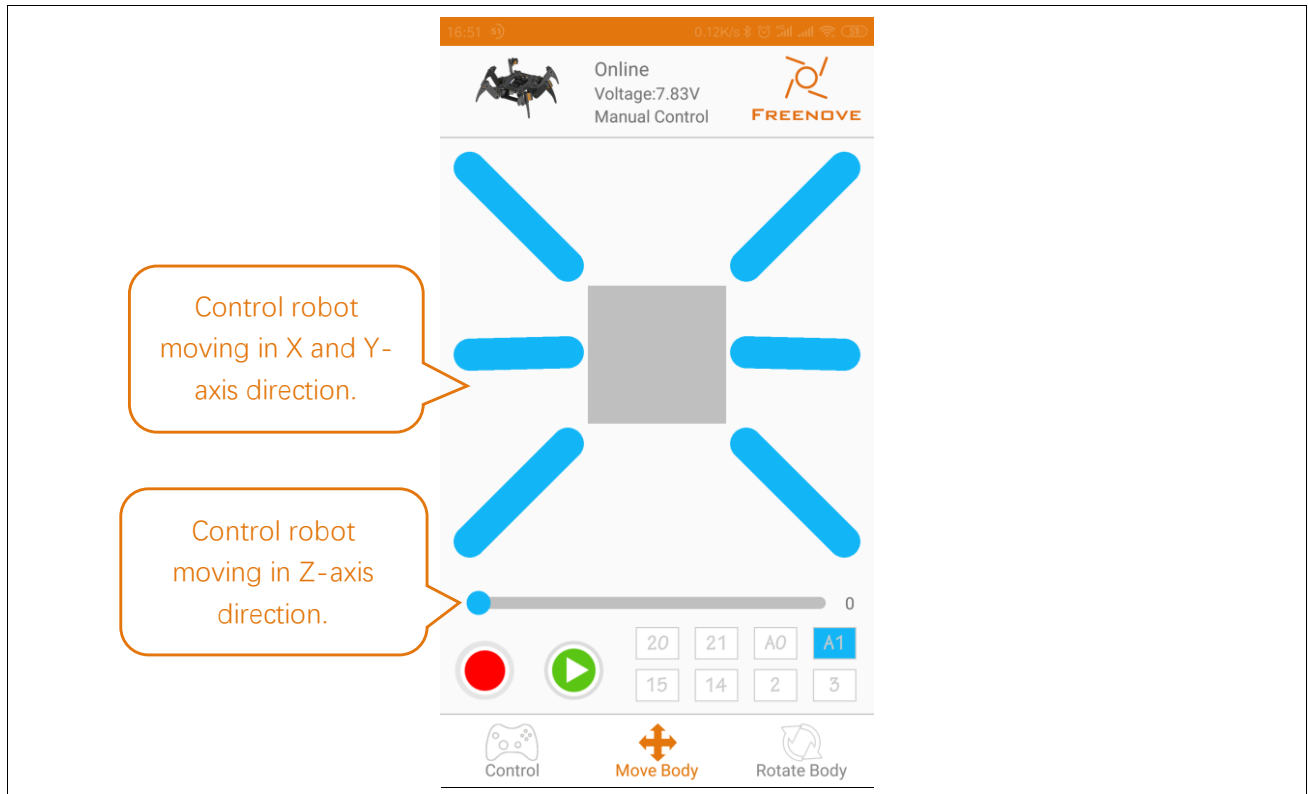 16:51 51
0.12K/s 51
Online
Voltage:7.83V
Manual Control
FREENOVE
Control robot
moving in X and Y-
axis direction.
Control robot
moving in Z-axis
direction.
0
20 21 A0 A1
15 14 2 3
Control Move Body Rotate Body